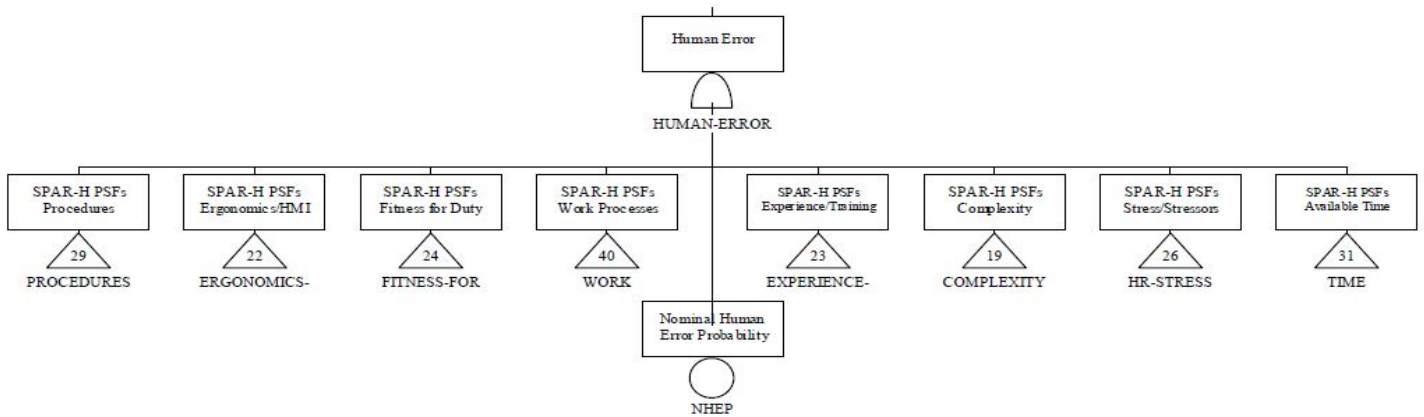 Human Error
HUMAN-ERROR
SPAR-H PSFs
Procedures
29
PROCEDURES
SPAR-H PSFs
Ergonomics/HMI
22
ERGONOMICS-
SPAR-H PSFs
Fitness for Duty
24
FITNESS-FOR
SPAR-H PSFs
Work Processes
40
WORK
SPAR-H PSFs
Experience/Training
23
EXPERIENCE-
SPAR-H PSFs
Complexity
19
COMPLEXITY
SPAR-H PSFs
Stress/Stressors
26
HR-STRESS
SPAR-H PSFs
Available Time
31
TIME
Nominal Human
Error Probability
NHEP